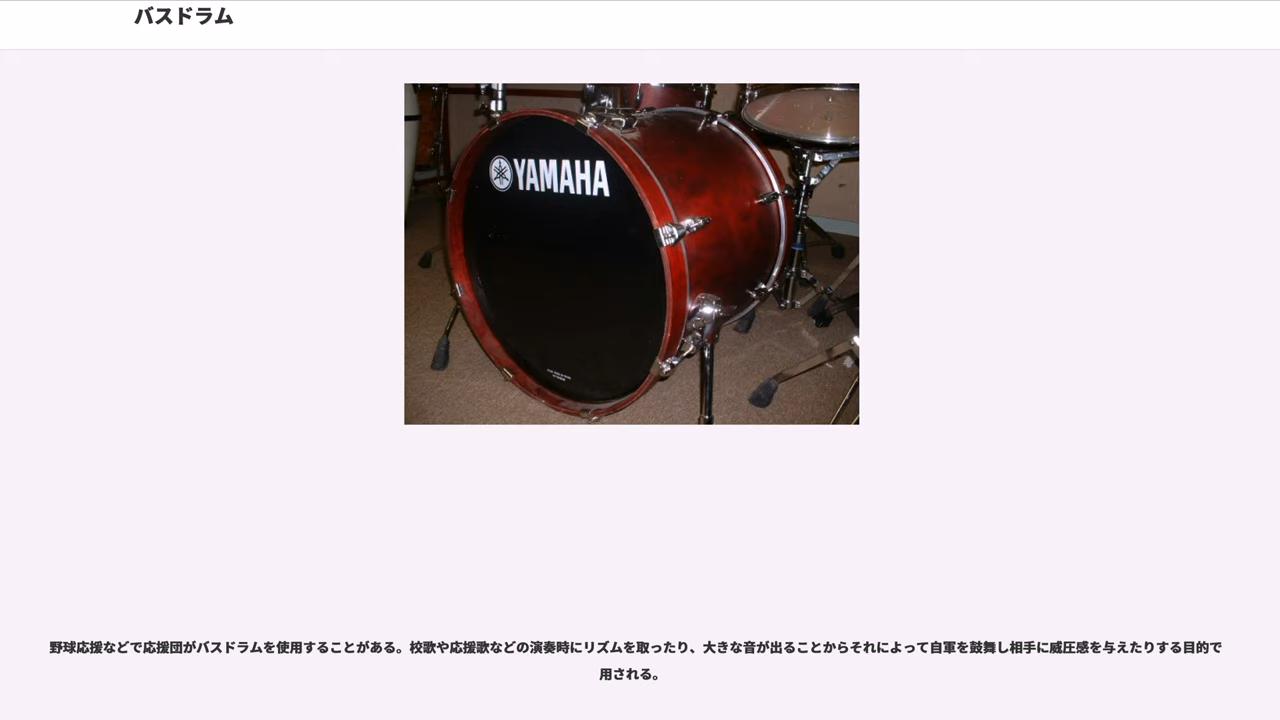 バスドラム
YAMAHA
野球応援などで応援団がバスドラムを使用することがある。校歌や応援歌などの演奏時にリズムを取ったり、大きな音が出ることからそれによって自軍を鼓舞し相手に威圧感を与えたりする目的で
用される。